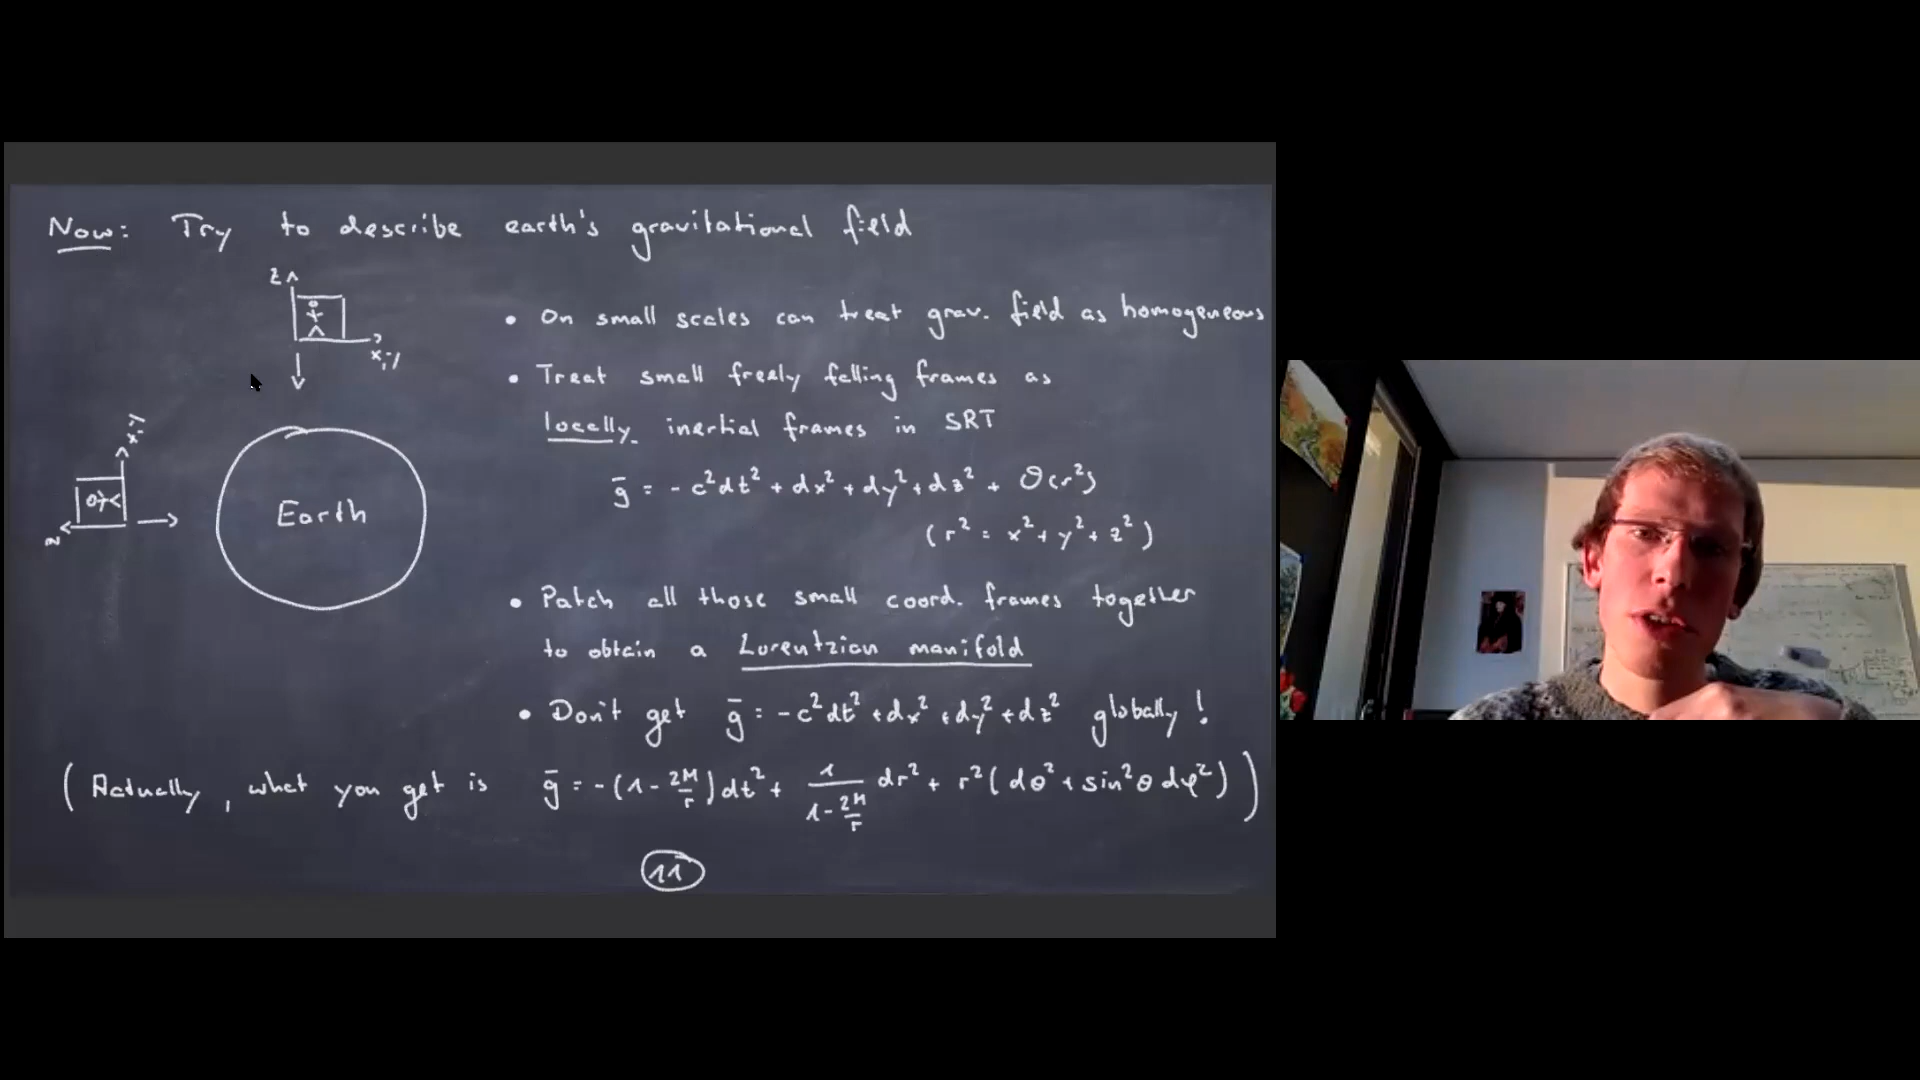 Now: Try to describe earth's gravitational field
z
x,y
• On small scales can treat grav. field as homogeneous
• Treat small freely falling frames as
locally inertial frames in SRT
x,y
z
Earth
ḡ = - c²dt² + dx² + dy² + dz² + O(r²)
(r² = x² + y² + z²)
• Patch all those small coord. frames together
to obtain a Lorentzian manifold
• Don't get ḡ = -c²dt² + dx² + dy² + dz² globally!
(Actually, what you get is ḡ = -(1 - 2M/r)dt² + 1/(1 - 2M/r) dr² + r²(dθ² + sin²θ dφ²))
11